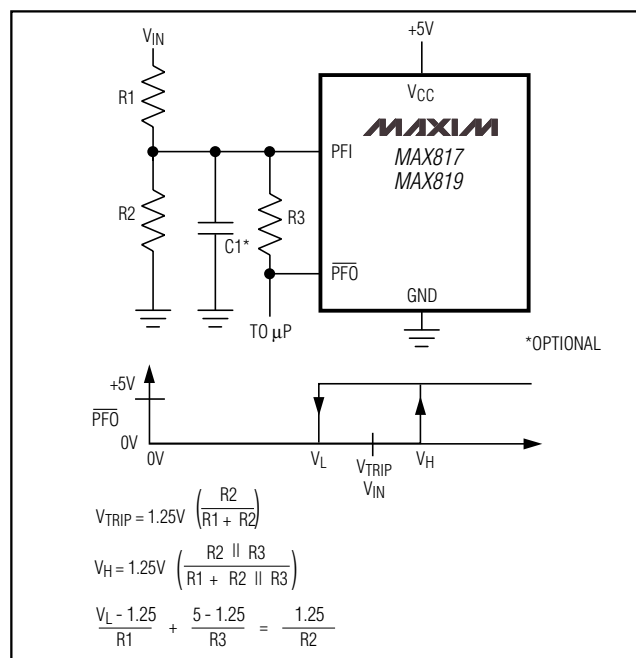 VIN
+5V
R1
VCC
MAXIM
PFI
MAX817
MAX819
R2
R3
C1*
P̅F̅O̅
GND
TO µP
*OPTIONAL
+5V
P̅F̅O̅
0V
0V
VL
VTRIP
VH
VIN
VTRIP = 1.25V (R2 / R1 + R2)
VH = 1.25V (R2 || R3 / R1 + R2 || R3)
VL - 1.25 / R1 + 5 - 1.25 / R3 = 1.25 / R2